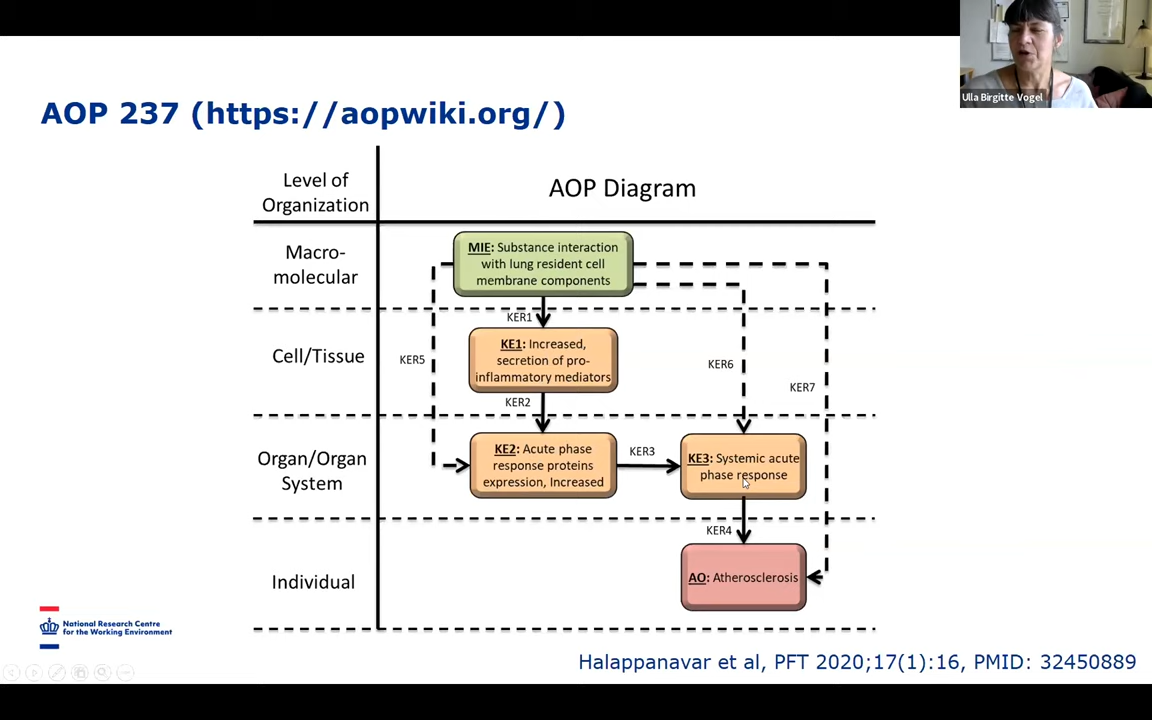 Ulla Birgitte Vogel
AOP 237 (https://aopwiki.org/)
Level of
Organization
AOP Diagram
Macro-
molecular
MIE: Substance interaction
with lung resident cell
membrane components
KER1
Cell/Tissue
KE1: Increased,
secretion of pro-
inflammatory mediators
KER5
KER6
KER7
KER2
Organ/Organ
System
KE2: Acute phase
response proteins
expression, Increased
KER3
KE3: Systemic acute
phase response
KER4
Individual
AO: Atherosclerosis
National Research Centre
for the Working Environment
Halappanavar et al, PFT 2020;17(1):16, PMID: 32450889